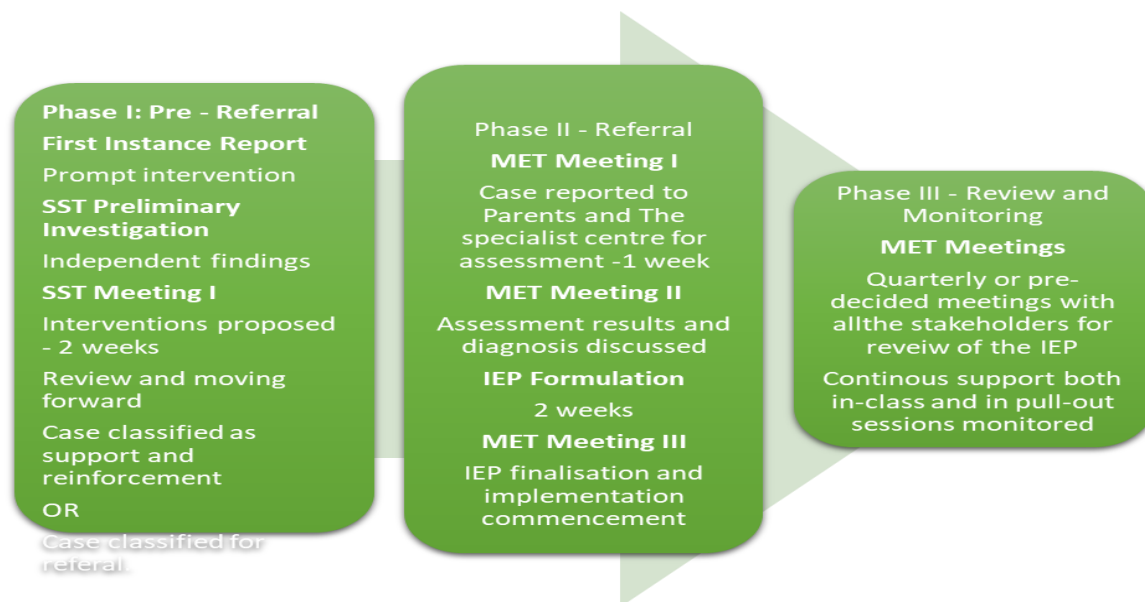 Phase I: Pre - Referral
First Instance Report
Prompt intervention
SST Preliminary
Investigation
Independent findings
SST Meeting I
Interventions proposed
- 2 weeks
Review and moving
forward
Case classified as
support and
reinforcement
OR
Case classified for
referal.
Phase II - Referral
MET Meeting I
Case reported to
Parents and The
specialist centre for
assessment -1 week
MET Meeting II
Assessment results and
diagnosis discussed
IEP Formulation
2 weeks
MET Meeting III
IEP finalisation and
implementation
commencement
Phase III - Review and
Monitoring
MET Meetings
Quarterly or pre-
decided meetings with
allthe stakeholders for
reveiw of the IEP
Continous support both
in-class and in pull-out
sessions monitored